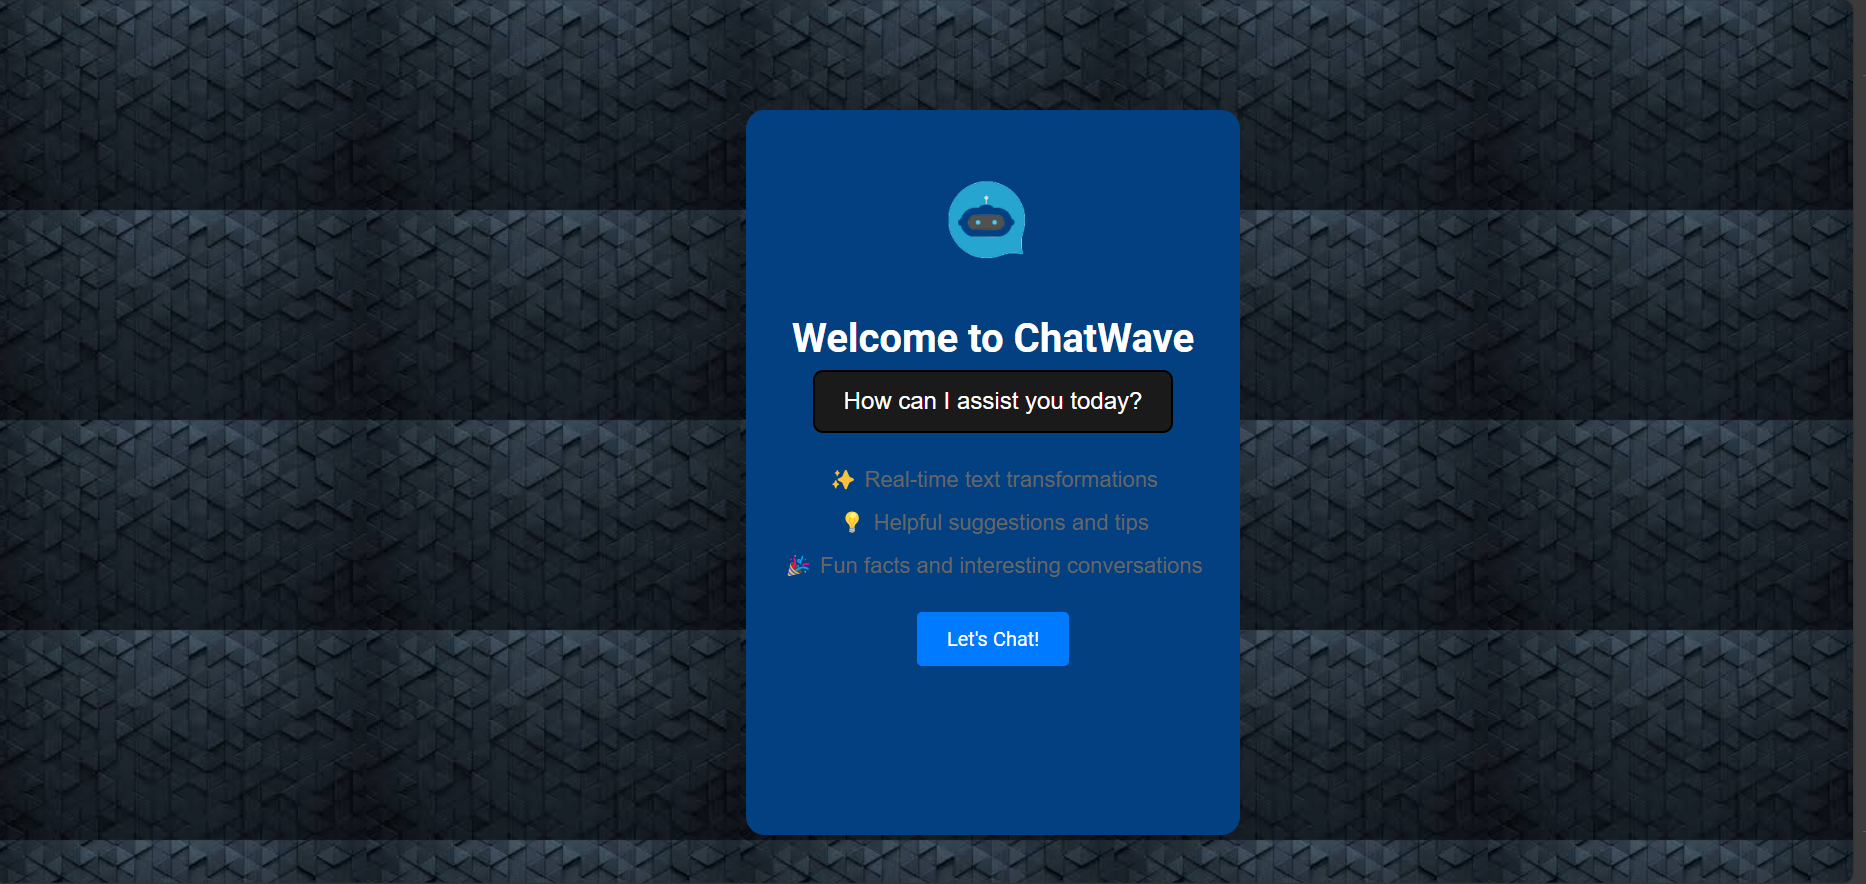 Welcome to ChatWave
How can I assist you today?
✨ Real-time text transformations
💡 Helpful suggestions and tips
🎉 Fun facts and interesting conversations
Let's Chat!